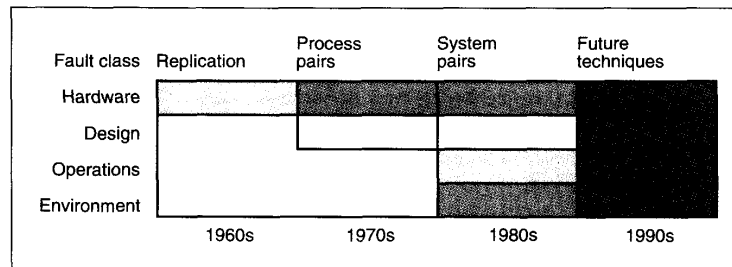 Fault class Replication Process pairs System pairs Future techniques
Hardware
Design
Operations
Environment
1960s 1970s 1980s 1990s